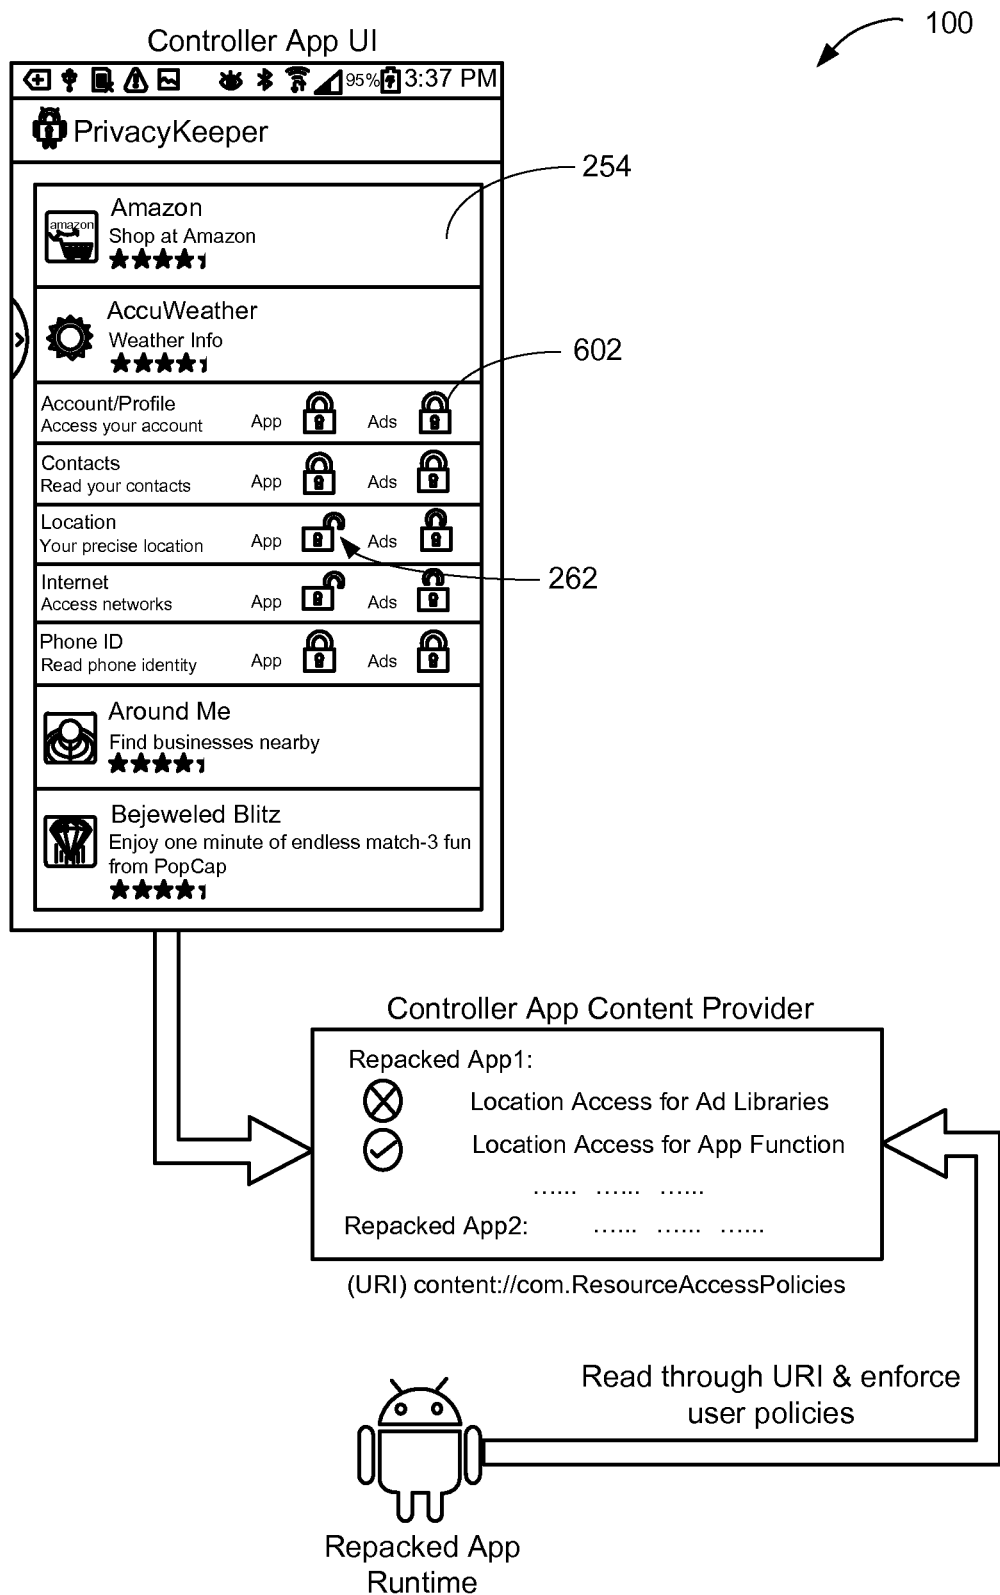 100
Controller App UI
95% 3:37 PM
PrivacyKeeper
254
amazon
Amazon
Shop at Amazon
AccuWeather
Weather Info
602
Account/Profile
Access your account App Ads
Contacts
Read your contacts App Ads
Location
Your precise location App Ads
262
Internet
Access networks App Ads
Phone ID
Read phone identity App Ads
Around Me
Find businesses nearby
Bejeweled Blitz
Enjoy one minute of endless match-3 fun
from PopCap
Controller App Content Provider
Repacked App1:
Location Access for Ad Libraries
Location Access for App Function
...... ...... ......
Repacked App2: ...... ...... ......
(URI) content://com.ResourceAccessPolicies
Read through URI & enforce
user policies
Repacked App
Runtime